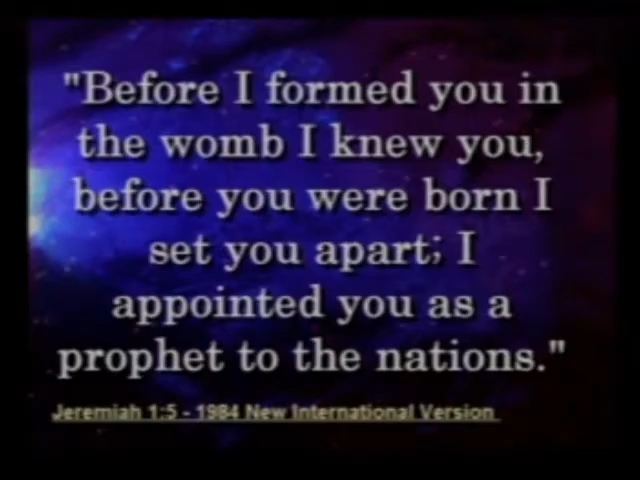 "Before I formed you in
the womb I knew you,
before you were born I
set you apart; I
appointed you as a
prophet to the nations."
Jeremiah 1:5 - 1984 New International Version